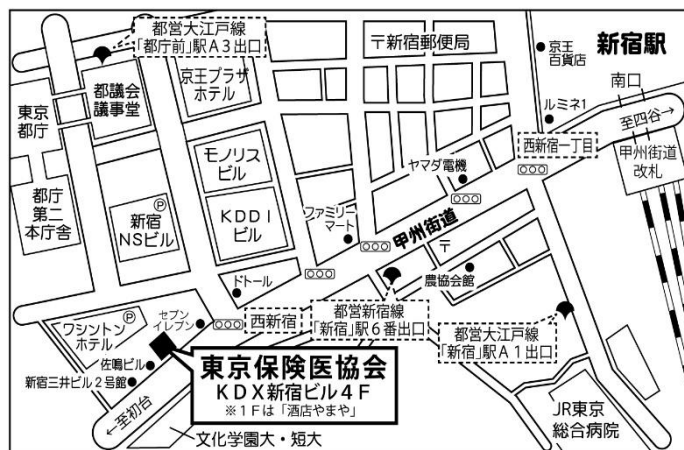 都営大江戸線
「都庁前」駅A3出口
〒新宿郵便局
京王
百貨店
新宿駅
南口
ルミネ1
至四谷→
京王プラザ
ホテル
都議会
議事堂
東京
都庁
西新宿一丁目
甲州街道
改札
ヤマダ電機
モノリス
ビル
都庁
第二
本庁舎
Ⓟ
新宿
NSビル
KDDI
ビル
ファミリー
マート
甲州街道
〒
農協会館
ドトール
Ⓟ
ワシントン
ホテル
セブン
イレブン
西新宿
都営新宿線
「新宿」駅6番出口
都営大江戸線
「新宿」駅A1出口
佐鳴ビル
新宿三井ビル2号館
東京保険医協会
KDX新宿ビル4F
※1Fは「酒店やまや」
←至初台
文化学園大・短大
JR東京
総合病院